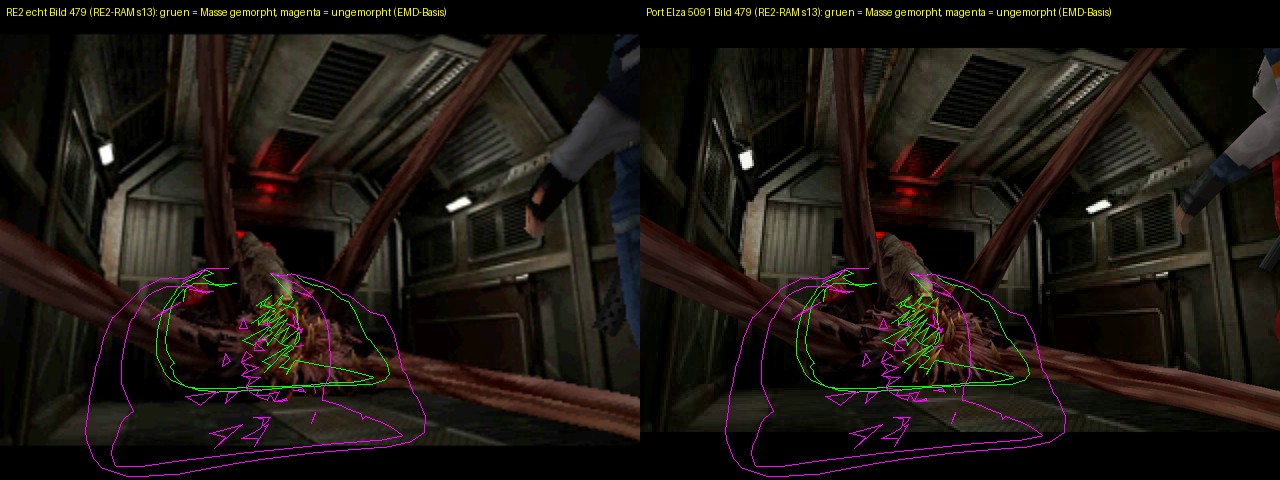 RE2 echt Bild 479 (RE2-RAM s13): gruen = Masse gemorpht, magenta = ungemorpht (EMD-Basis)
Port Elza 5091 Bild 479 (RE2-RAM s13): gruen = Masse gemorpht, magenta = ungemorpht (EMD-Basis)